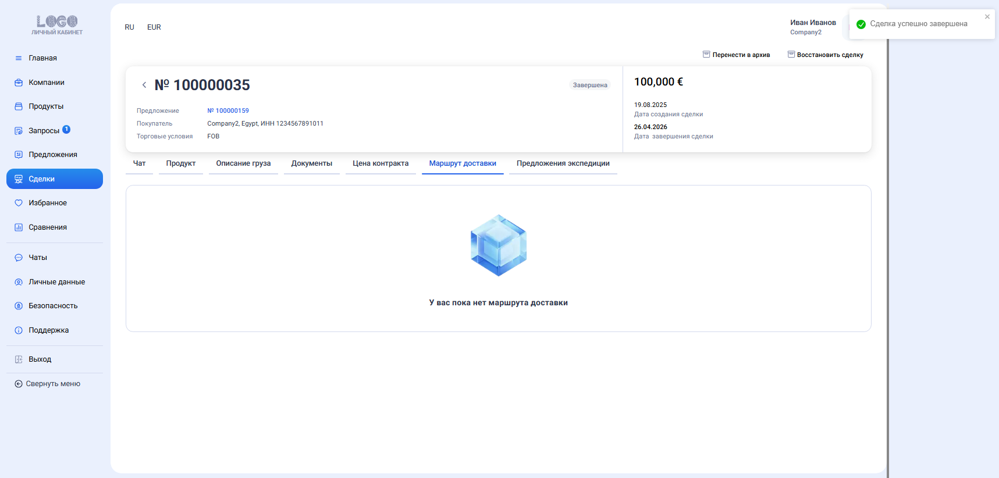 LOGO
ЛИЧНЫЙ КАБИНЕТ
Главная
Компании
Продукты
Запросы 1
Предложения
Сделки
Избранное
Сравнения
Чаты
Личные данные
Безопасность
Поддержка
Выход
Свернуть меню
RU EUR
Иван Иванов
Company2
Сделка успешно завершена
Перенести в архив Восстановить сделку
№ 100000035
Завершена
Предложение № 100000159
Покупатель Company2, Egypt, ИНН 1234567891011
Торговые условия FOB
100,000 €
19.08.2025
Дата создания сделки
26.04.2026
Дата завершения сделки
Чат Продукт Описание груза Документы Цена контракта Маршрут доставки Предложения экспедиции
У вас пока нет маршрута доставки